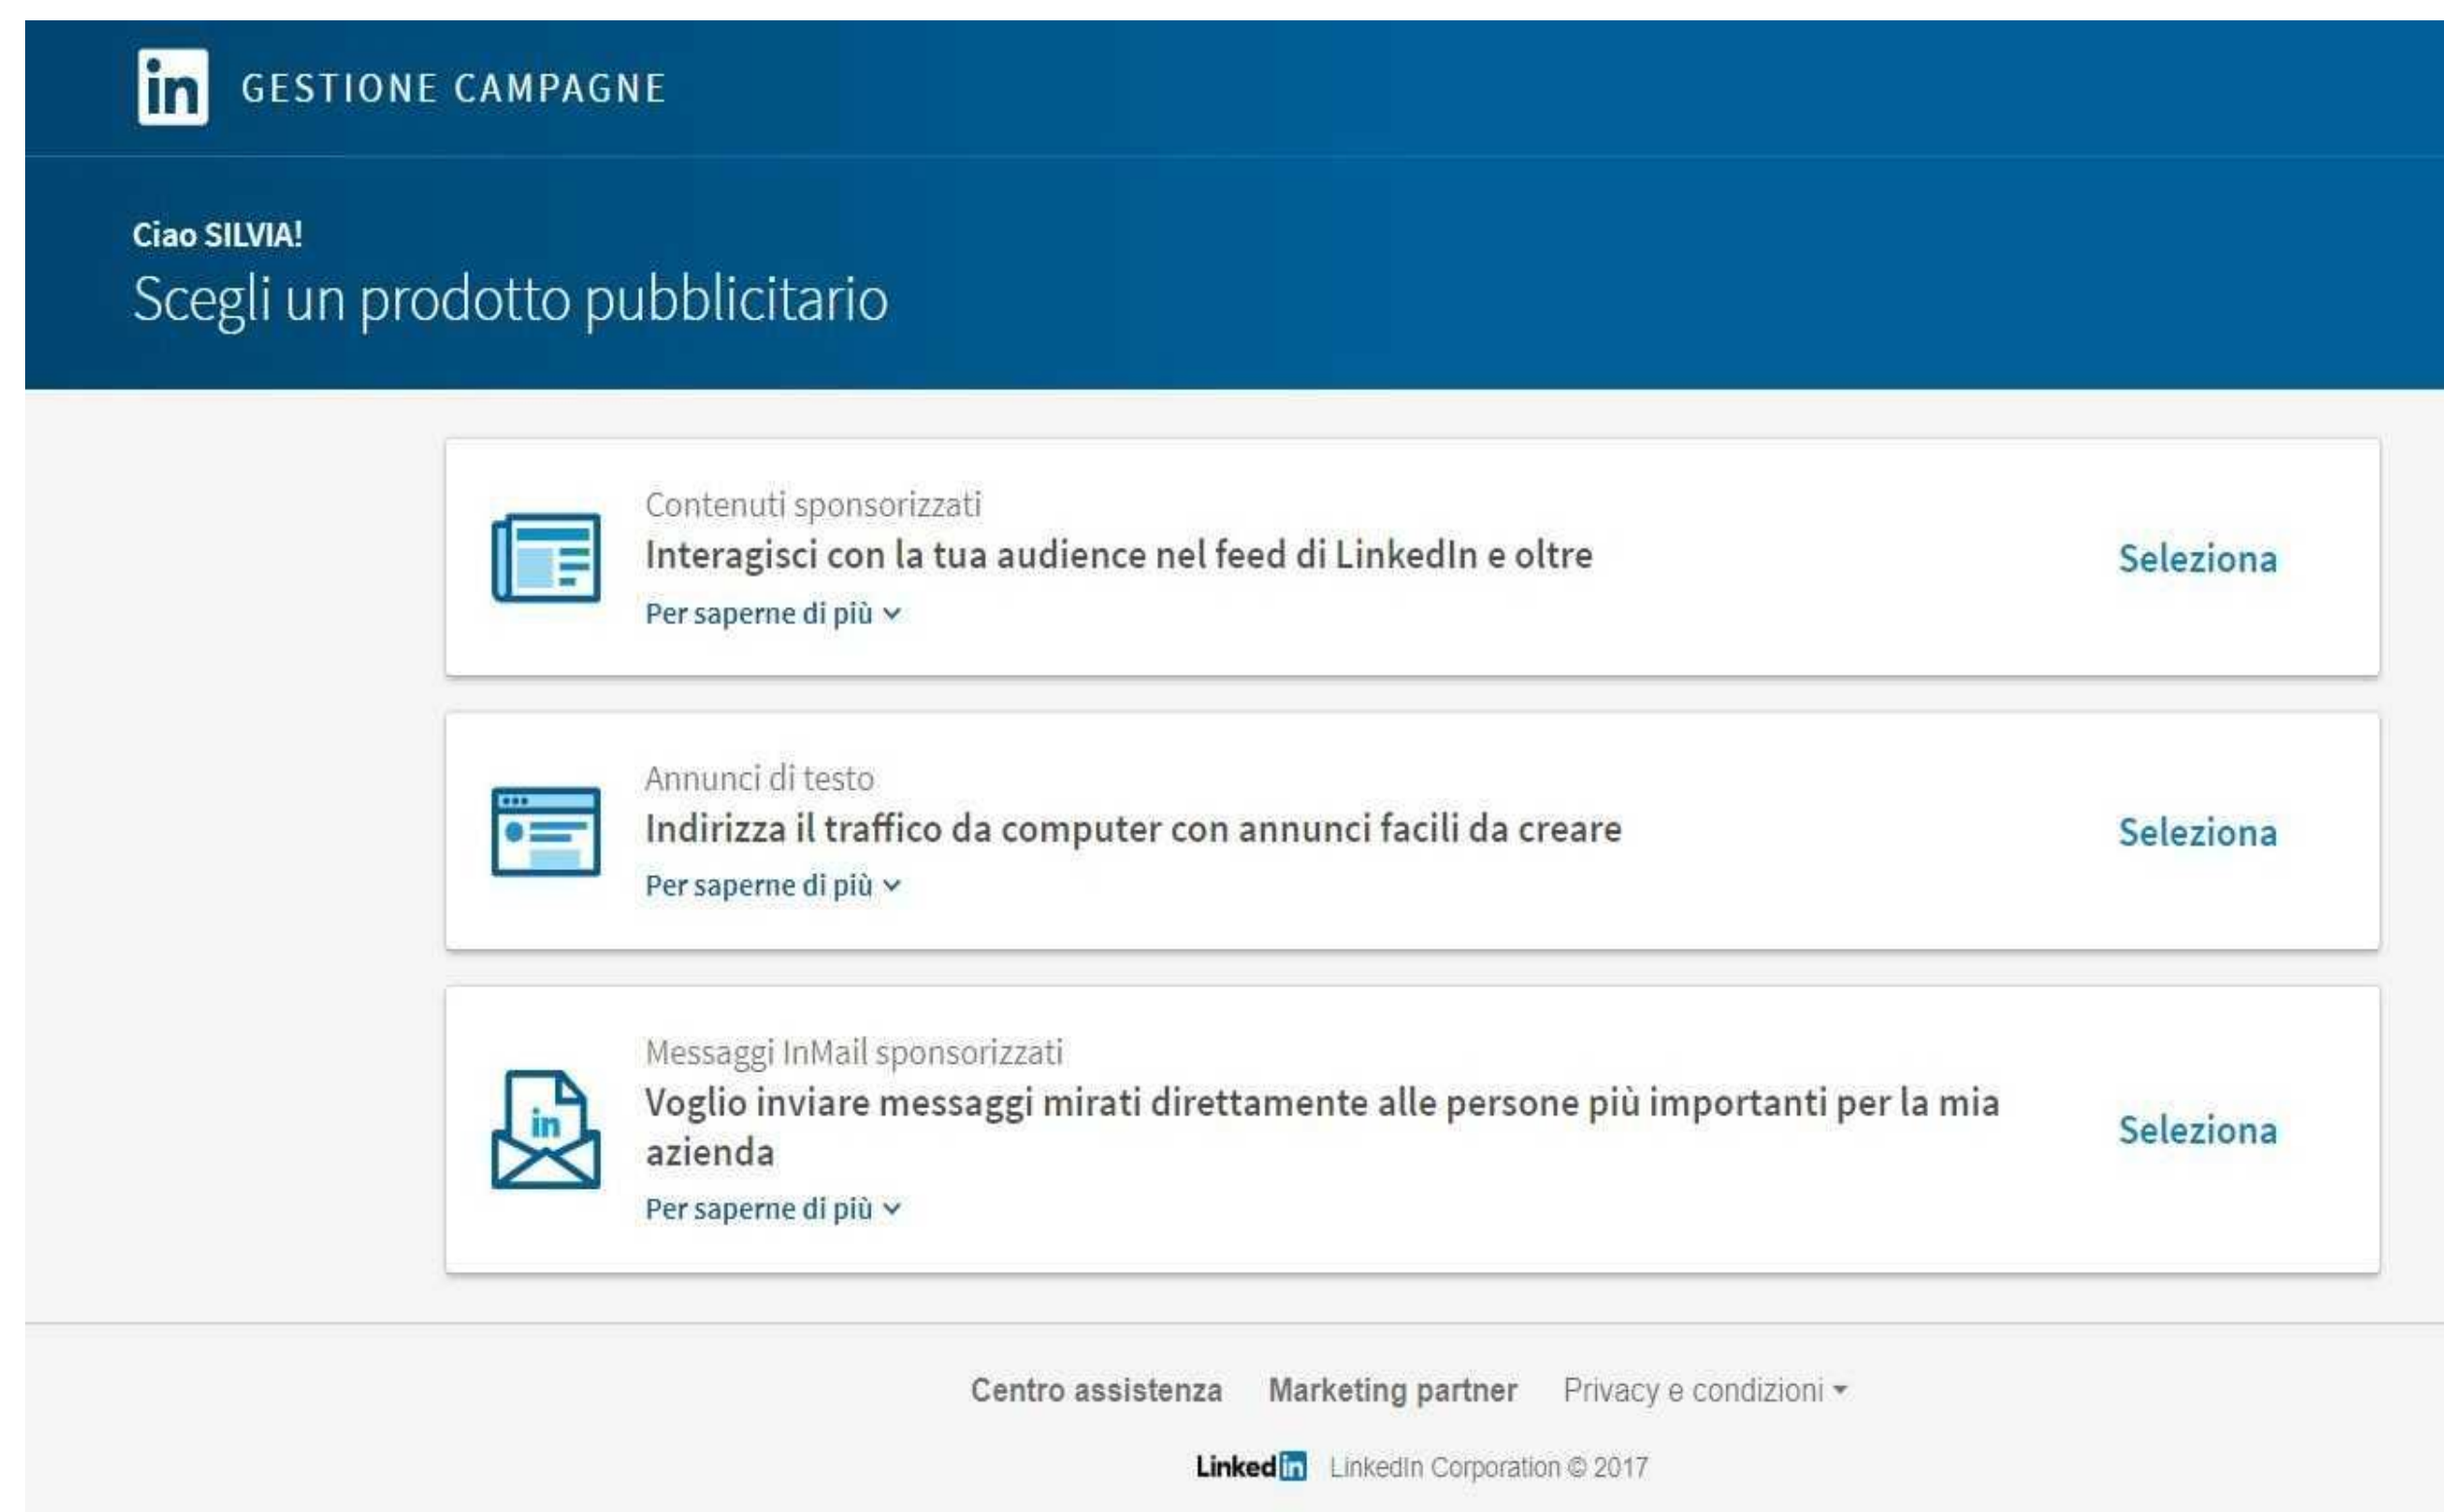 in GESTIONE CAMPAGNE
Ciao SILVIA!
Scegli un prodotto pubblicitario
Contenuti sponsorizzati
Interagisci con la tua audience nel feed di LinkedIn e oltre
Per saperne di più
Seleziona
Annunci di testo
Indirizza il traffico da computer con annunci facili da creare
Per saperne di più
Seleziona
in
Messaggi InMail sponsorizzati
Voglio inviare messaggi mirati direttamente alle persone più importanti per la mia
azienda
Per saperne di più
Seleziona
Centro assistenza Marketing partner Privacy e condizioni
LinkedIn LinkedIn Corporation © 2017